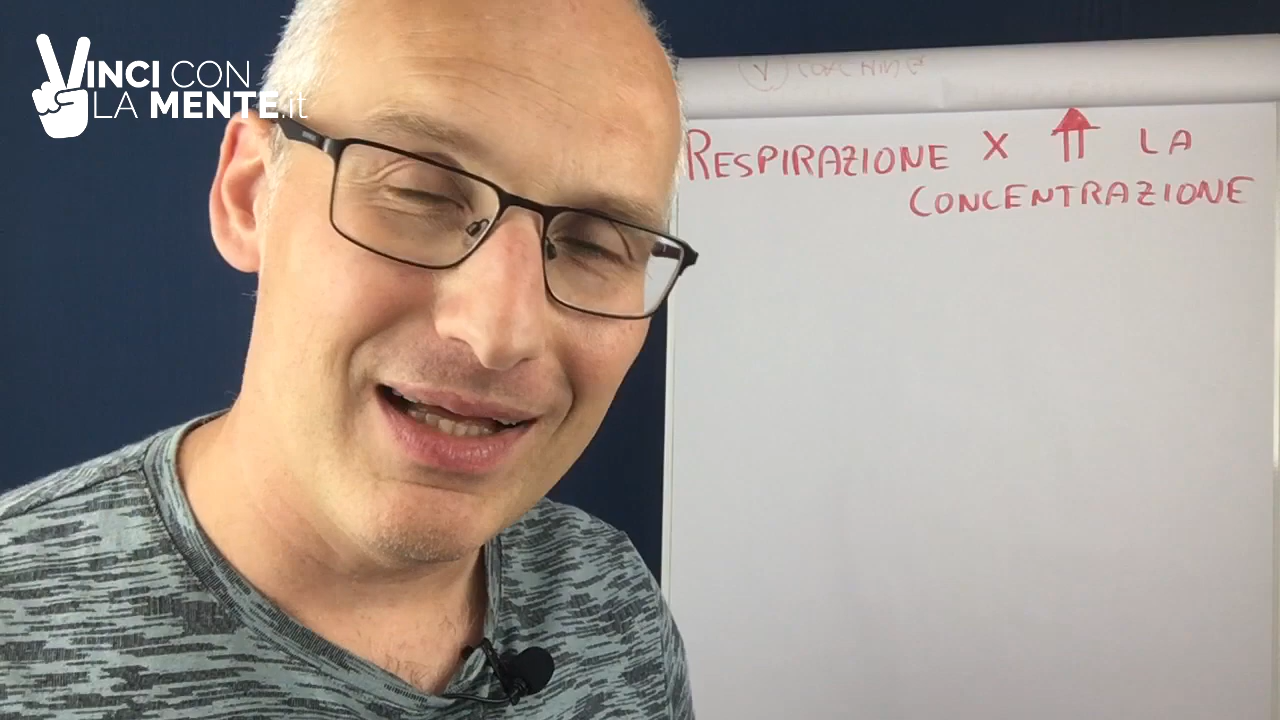 VINCI CON
LA MENTE.it
RESPIRAZIONE X ⇑ LA
CONCENTRAZIONE